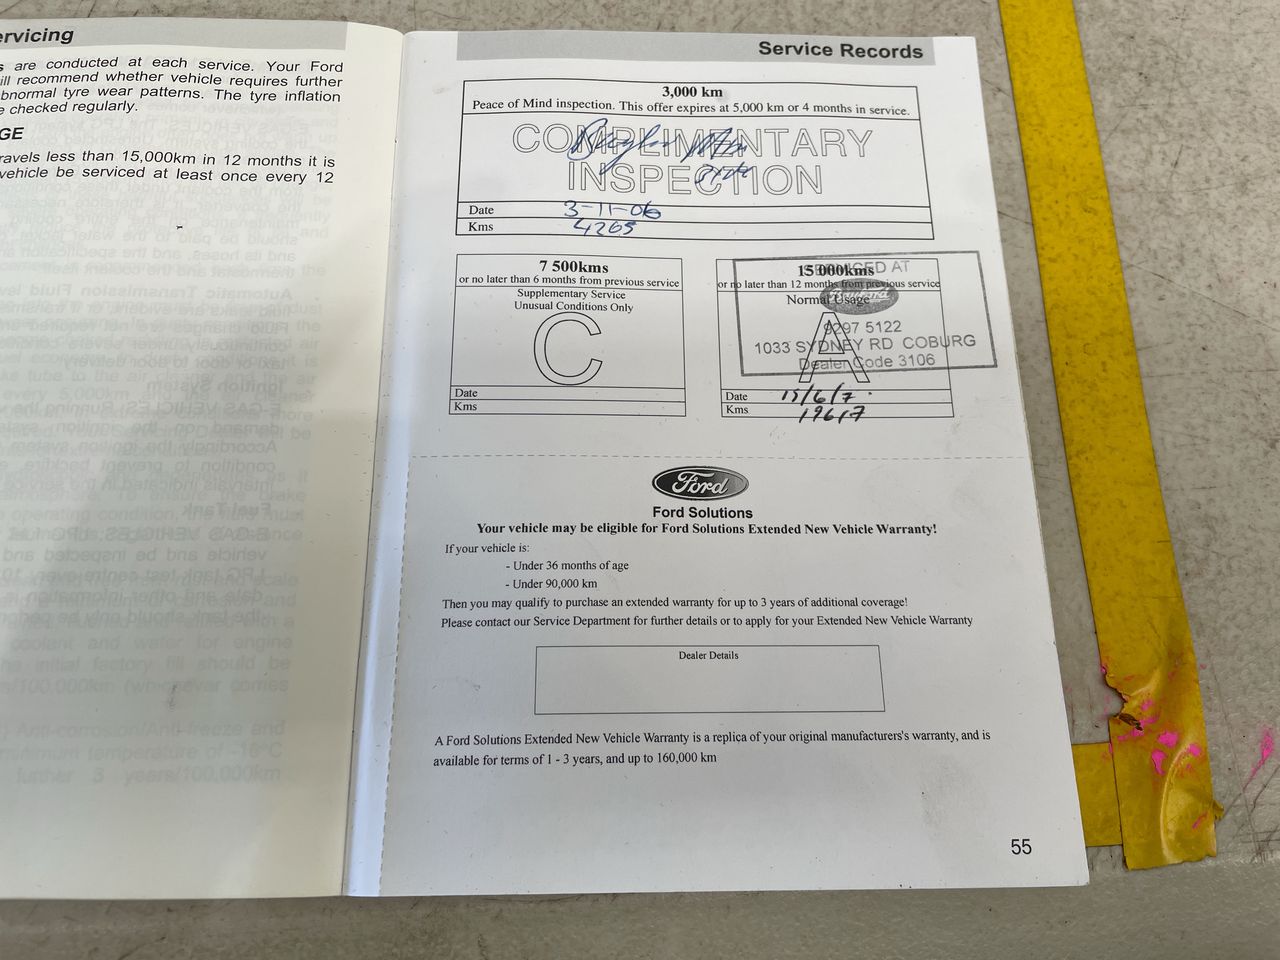 ervicing
s are conducted at each service. Your Ford
ill recommend whether vehicle requires further
bnormal tyre wear patterns. The tyre inflation
e checked regularly.
GE
ravels less than 15,000km in 12 months it is
vehicle be serviced at least once every 12
Service Records
3,000 km
Peace of Mind inspection. This offer expires at 5,000 km or 4 months in service.
COMPLIMENTARY
INSPECTION
Date 3-11-06
Kms 4265
7 500kms
or no later than 6 months from previous service
Supplementary Service
Unusual Conditions Only
C
Date
Kms
15 000kms
or no later than 12 months from previous service
Normal Usage
A
SERVICED AT
9297 5122
1033 SYDNEY RD COBURG
Dealer Code 3106
Date 15/6/7
Kms 19617
Ford
Ford Solutions
Your vehicle may be eligible for Ford Solutions Extended New Vehicle Warranty!
If your vehicle is:
- Under 36 months of age
- Under 90,000 km
Then you may qualify to purchase an extended warranty for up to 3 years of additional coverage!
Please contact our Service Department for further details or to apply for your Extended New Vehicle Warranty
Dealer Details
A Ford Solutions Extended New Vehicle Warranty is a replica of your original manufacturers's warranty, and is
available for terms of 1 - 3 years, and up to 160,000 km
55